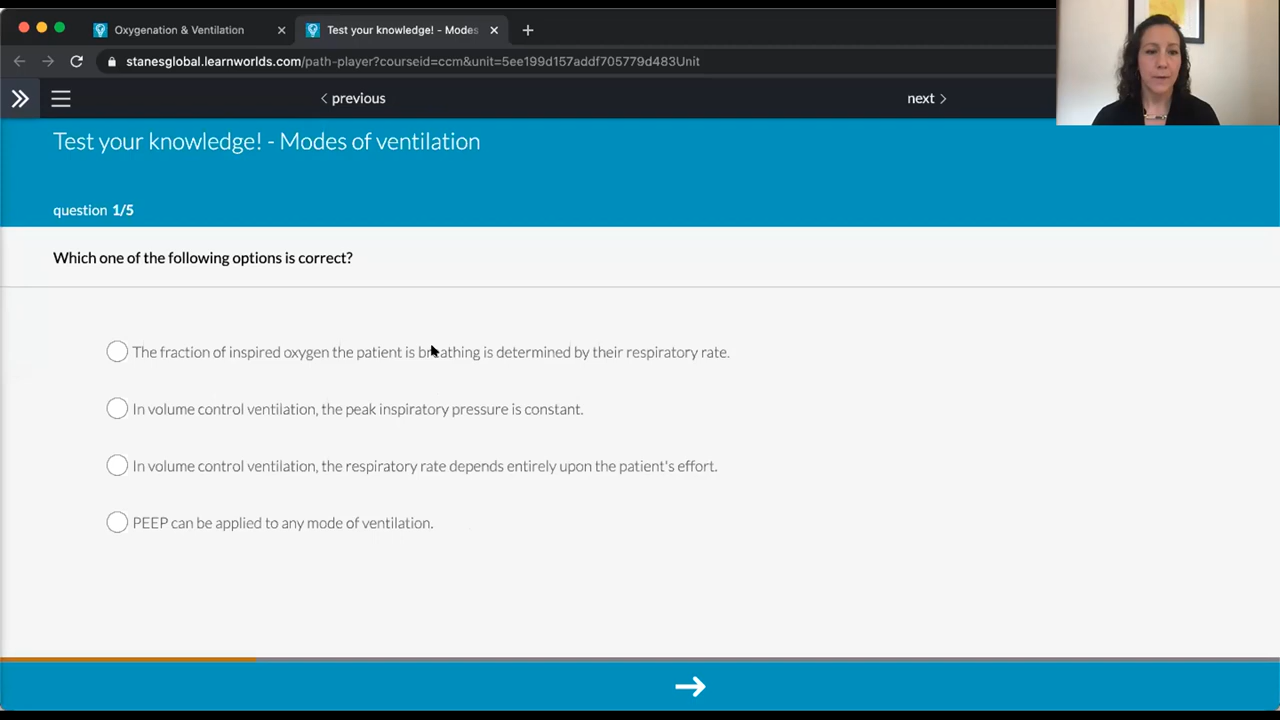 Oxygenation & Ventilation
Test your knowledge! - Modes
stanesglobal.learnworlds.com/path-player?courseid=ccm&unit=5ee199d157addf705779d483Unit
previous
next
Test your knowledge! - Modes of ventilation
question 1/5
Which one of the following options is correct?
The fraction of inspired oxygen the patient is breathing is determined by their respiratory rate.
In volume control ventilation, the peak inspiratory pressure is constant.
In volume control ventilation, the respiratory rate depends entirely upon the patient's effort.
PEEP can be applied to any mode of ventilation.